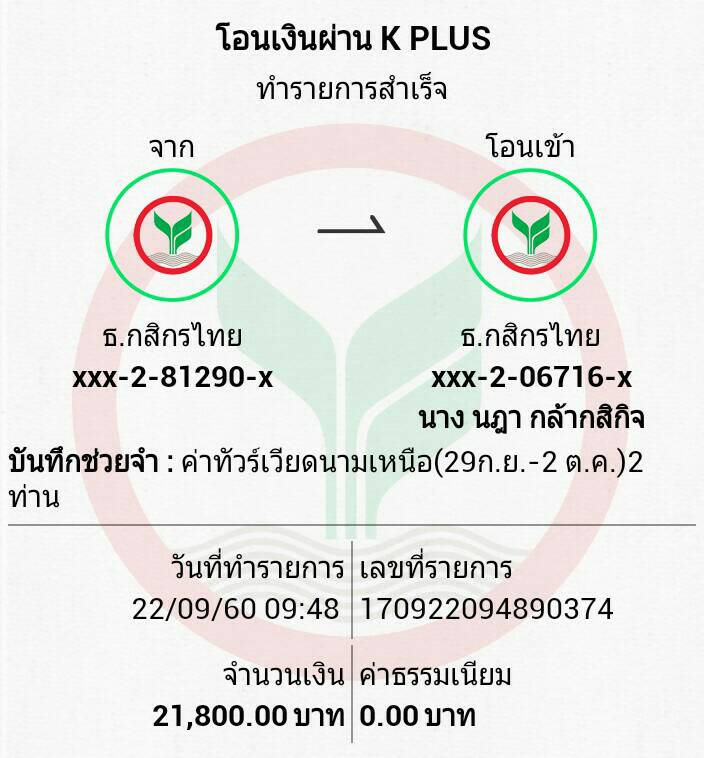 โอนเงินผ่าน K PLUS
ทำรายการสำเร็จ
จาก
โอนเข้า
ธ.กสิกรไทย
xxx-2-81290-x
ธ.กสิกรไทย
xxx-2-06716-x
นาง นฎา กล้ากสิกิจ
บันทึกช่วยจำ : ค่าทัวร์เวียดนามเหนือ(29ก.ย.-2 ต.ค.)2
ท่าน
วันที่ทำรายการ
22/09/60 09:48
เลขที่รายการ
170922094890374
จำนวนเงิน
21,800.00 บาท
ค่าธรรมเนียม
0.00 บาท